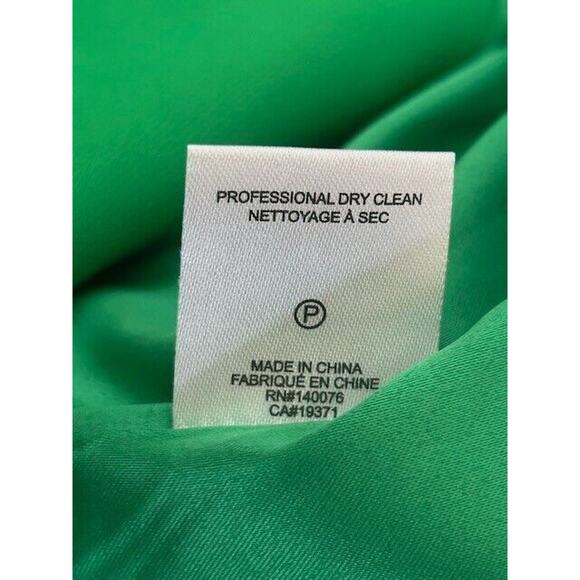 PROFESSIONAL DRY CLEAN
NETTOYAGE À SEC
P
MADE IN CHINA
FABRIQUÉ EN CHINE
RN#140076
CA#19371